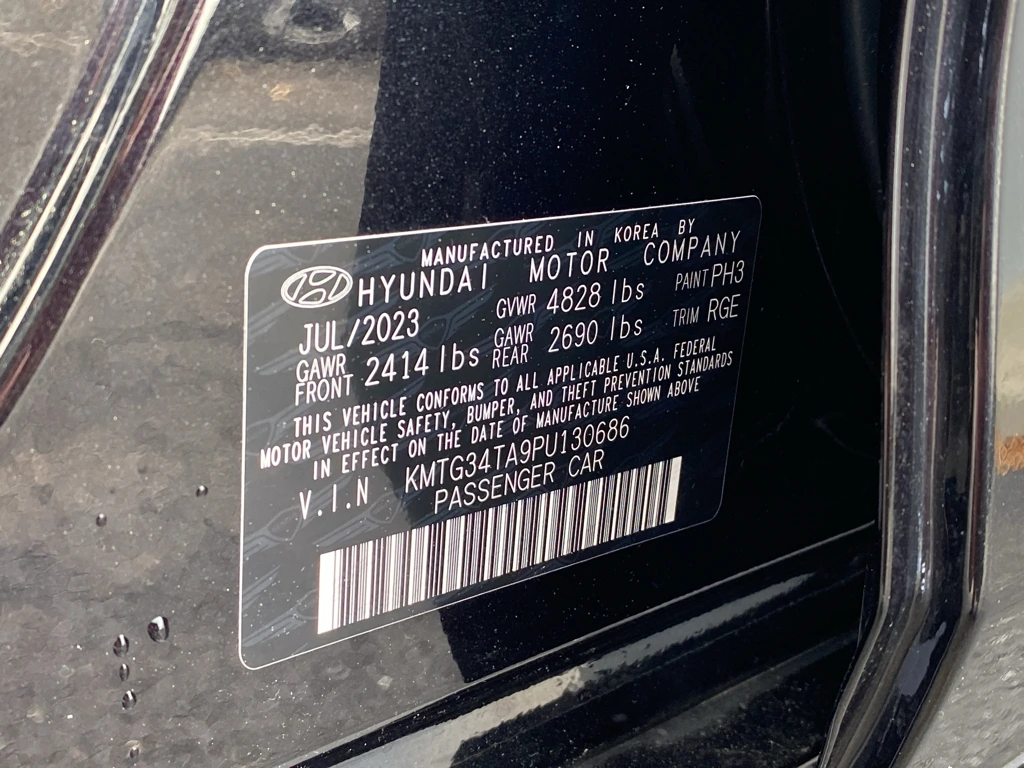 MANUFACTURED IN KOREA BY
HYUNDAI MOTOR COMPANY
JUL/2023 GVWR 4828 lbs PAINT PH3
GAWR FRONT 2414 lbs GAWR REAR 2690 lbs TRIM RGE
THIS VEHICLE CONFORMS TO ALL APPLICABLE U.S.A. FEDERAL
MOTOR VEHICLE SAFETY, BUMPER, AND THEFT PREVENTION STANDARDS
IN EFFECT ON THE DATE OF MANUFACTURE SHOWN ABOVE
V.I.N KMTG34TA9PU130686
PASSENGER CAR